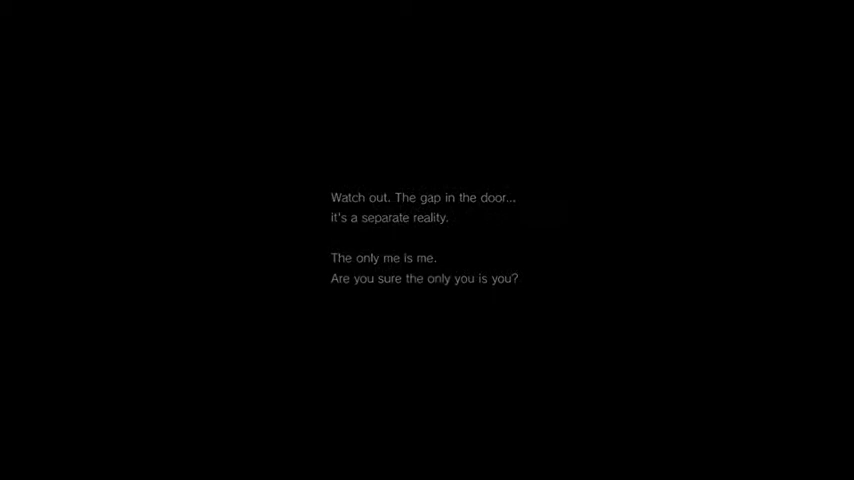 Watch out. The gap in the door...
it's a separate reality.
The only me is me.
Are you sure the only you is you?